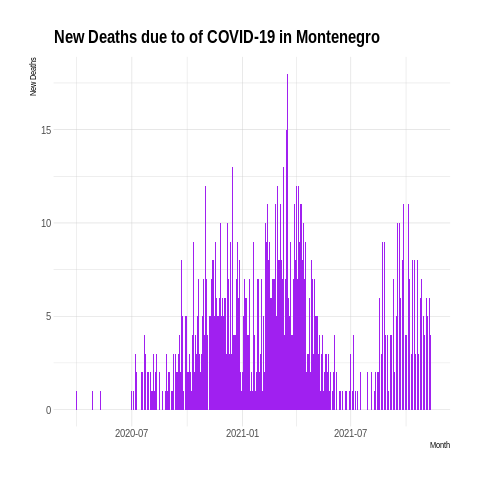 New Deaths due to of COVID-19 in Montenegro
New Deaths
15
10
5
0
2020-07 2021-01 2021-07
Month